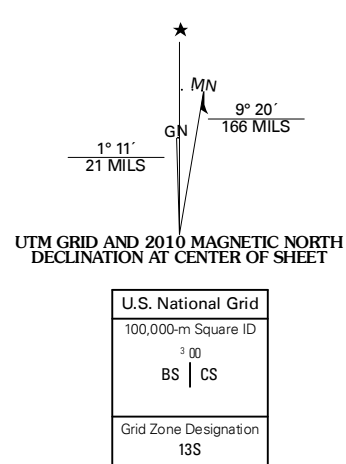 ★
MN
GN
9° 20´
166 MILS
1° 11´
21 MILS
UTM GRID AND 2010 MAGNETIC NORTH
DECLINATION AT CENTER OF SHEET
U.S. National Grid
100,000-m Square ID
3 00
BS | CS
Grid Zone Designation
13S